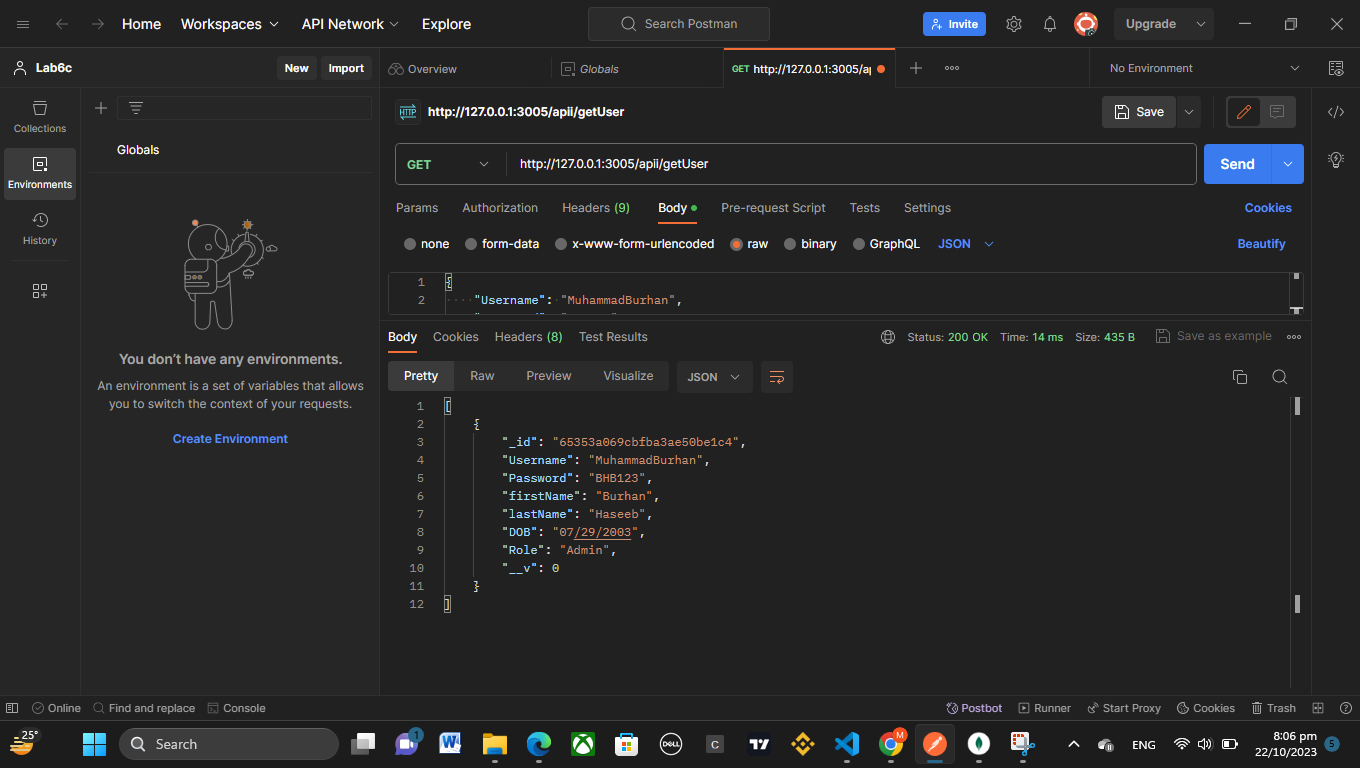 Home Workspaces API Network Explore Search Postman Invite Upgrade
Lab6c New Import Overview Globals GET http://127.0.0.1:3005/a No Environment
http://127.0.0.1:3005/apii/getUser Save
Collections
Globals
GET http://127.0.0.1:3005/apii/getUser Send
Environments
Params Authorization Headers (9) Body Pre-request Script Tests Settings Cookies
History
none form-data x-www-form-urlencoded raw binary GraphQL JSON Beautify
1 {
2 "Username": "MuhammadBurhan",
Body Cookies Headers (8) Test Results Status: 200 OK Time: 14 ms Size: 435 B Save as example
You don't have any environments.
An environment is a set of variables that allows
you to switch the context of your requests.
Create Environment
Pretty Raw Preview Visualize JSON
1 [
2 {
3 "_id": "65353a069cbfba3ae50be1c4",
4 "Username": "MuhammadBurhan",
5 "Password": "BHB123",
6 "firstName": "Burhan",
7 "lastName": "Haseeb",
8 "DOB": "07/29/2003",
9 "Role": "Admin",
10 "__v": 0
11 }
12 ]
Online Find and replace Console Postbot Runner Start Proxy Cookies Trash
25° Search 1 DELL C M ENG 8:06 pm
22/10/2023 5